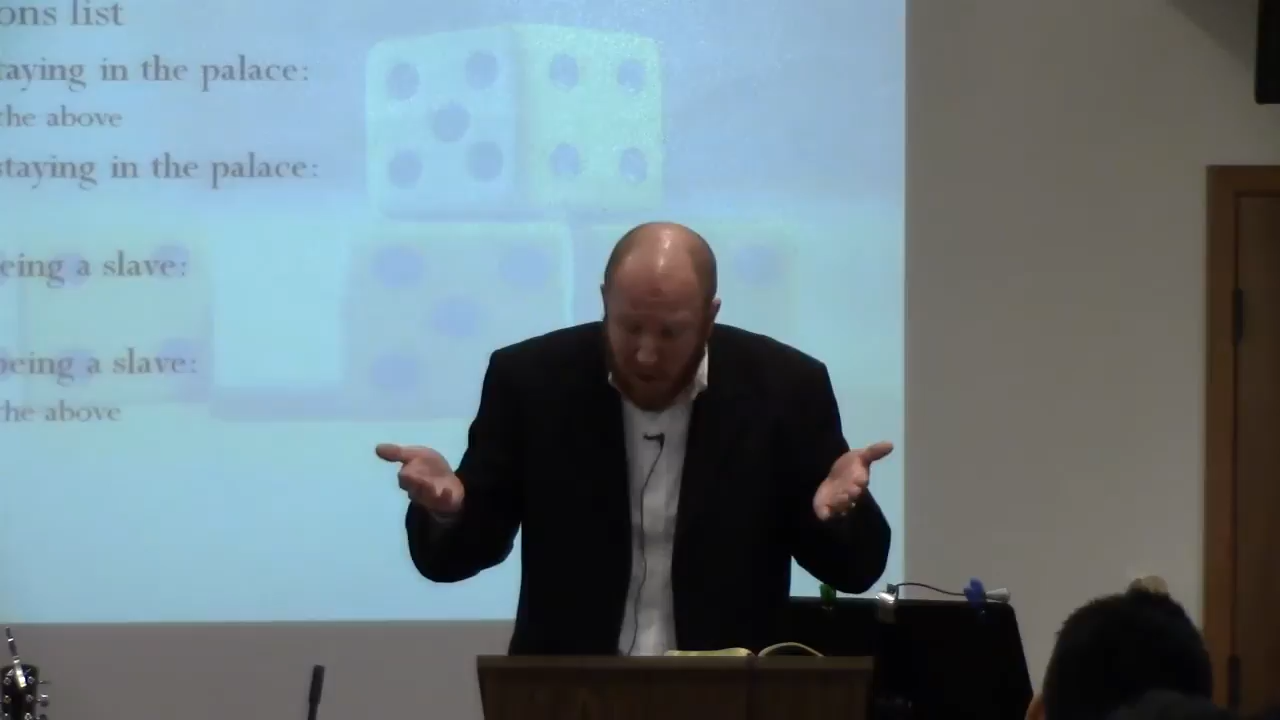 ons list
taying in the palace:
the above
staying in the palace:
eing a slave:
being a slave:
the above